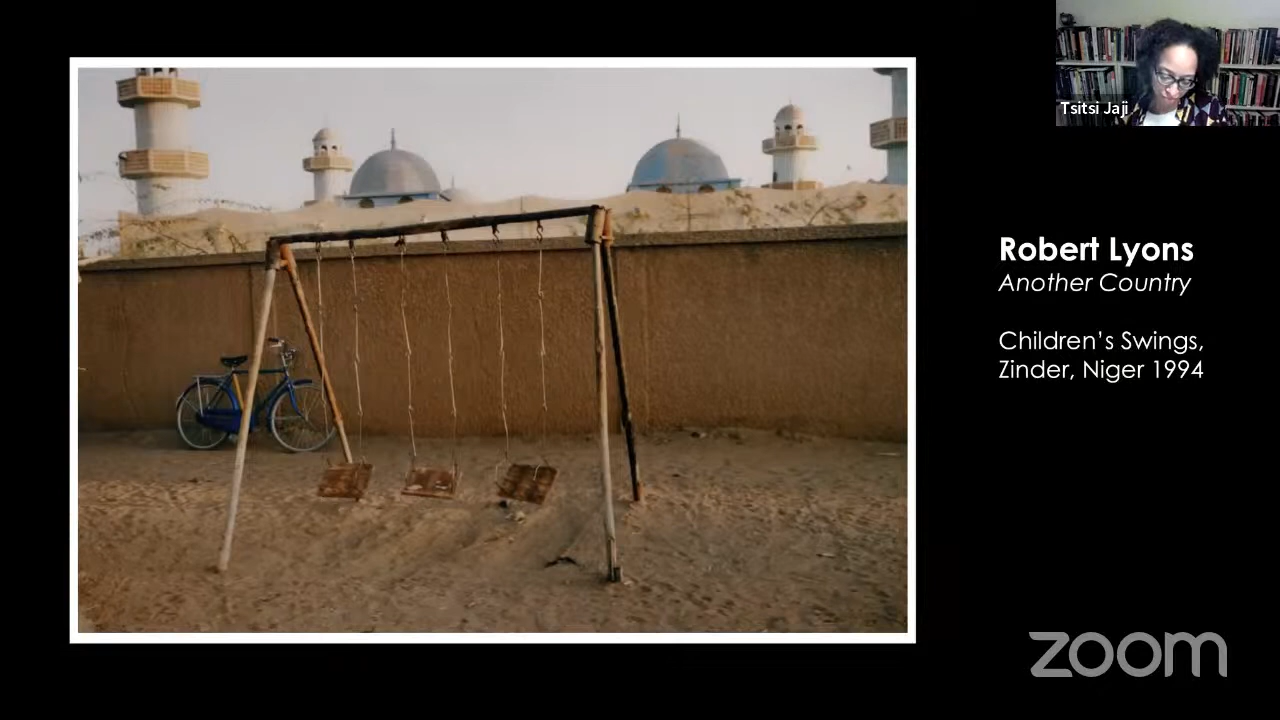 Tsitsi Jaji
Robert Lyons
Another Country
Children's Swings,
Zinder, Niger 1994
zoom